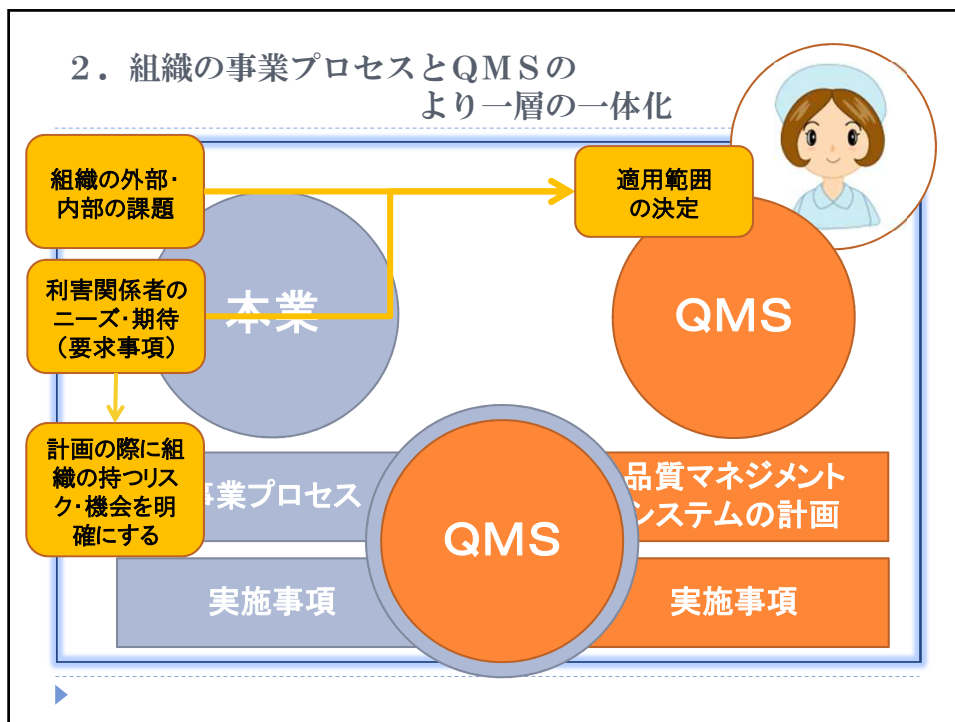 ２．組織の事業プロセスとＱＭＳの
より一層の一体化
組織の外部・
内部の課題
適用範囲
の決定
利害関係者の
ニーズ・期待
（要求事項）
本業
ＱＭＳ
計画の際に組
織の持つリス
ク・機会を明
確にする
事業プロセス
ＱＭＳ
品質マネジメント
システムの計画
実施事項
実施事項